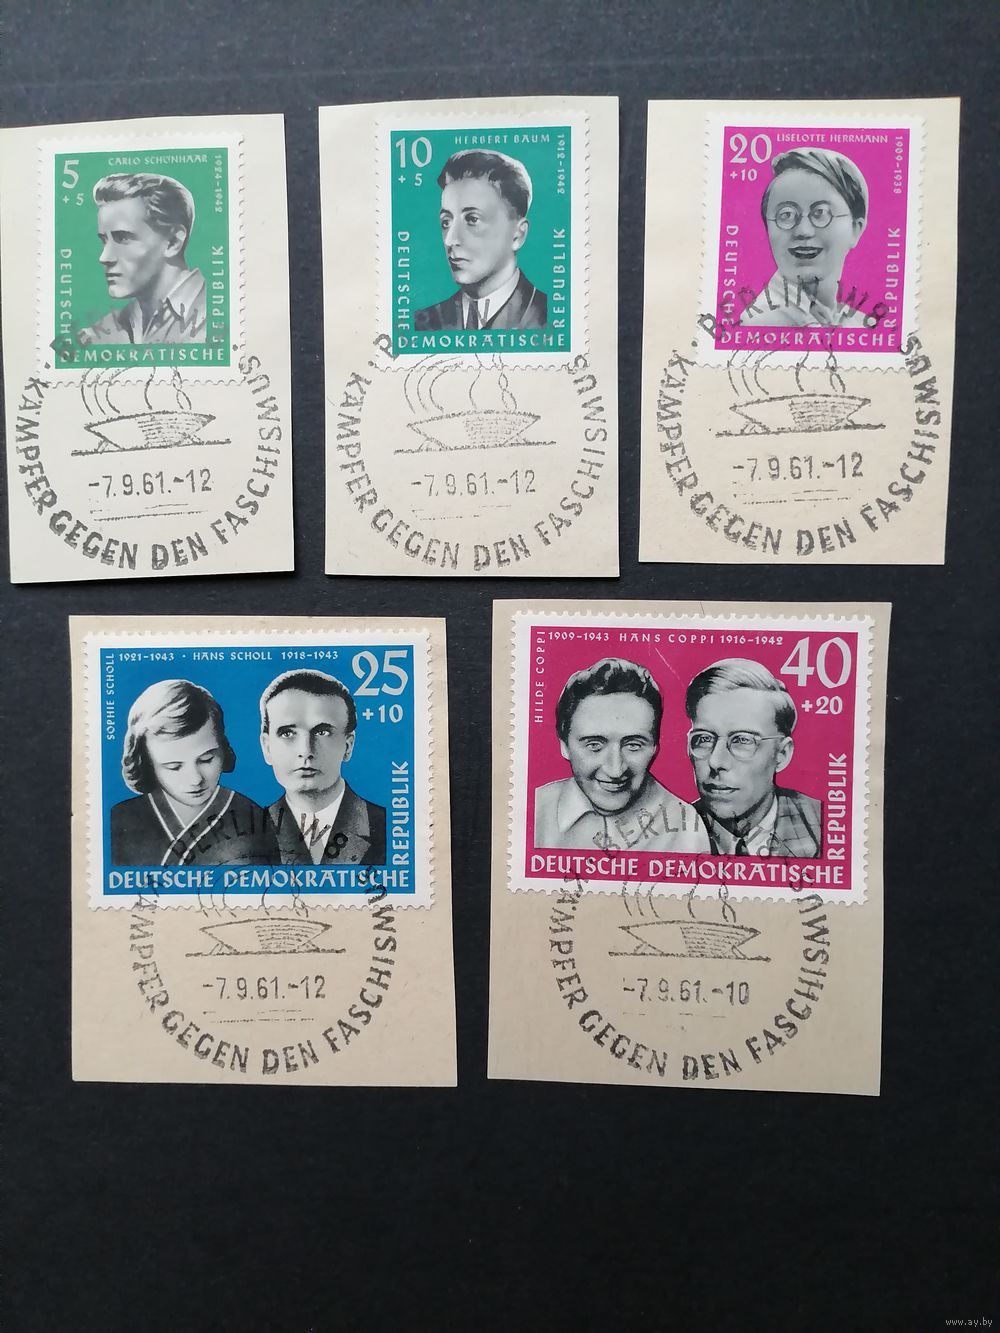 5
+ 5
CARLO SCHÖNHAAR
1924-1942
DEUTSCHE
DEMOKRATISCHE
REPUBLIK
BERLIN W8
KÄMPFER GEGEN DEN FASCHISMUS
-7.9.61.-12
10
+ 5
HERBERT BAUM
1912-1942
DEUTSCHE
DEMOKRATISCHE
REPUBLIK
BERLIN W8
KÄMPFER GEGEN DEN FASCHISMUS
-7.9.61.-12
20
+10
LISELOTTE HERRMANN
1909-1938
DEUTSCHE
DEMOKRATISCHE
REPUBLIK
BERLIN W8
KÄMPFER GEGEN DEN FASCHISMUS
-7.9.61.-12
SOPHIE SCHOLL 1921-1943 · HANS SCHOLL 1918-1943
25
+10
DEUTSCHE DEMOKRATISCHE
REPUBLIK
BERLIN W8
KÄMPFER GEGEN DEN FASCHISMUS
-7.9.61.-12
HILDE COPPI 1909-1943 HANS COPPI 1916-1942
40
+20
DEUTSCHE DEMOKRATISCHE
REPUBLIK
BERLIN W8
KÄMPFER GEGEN DEN FASCHISMUS
-7.9.61.-10
www.ay.by